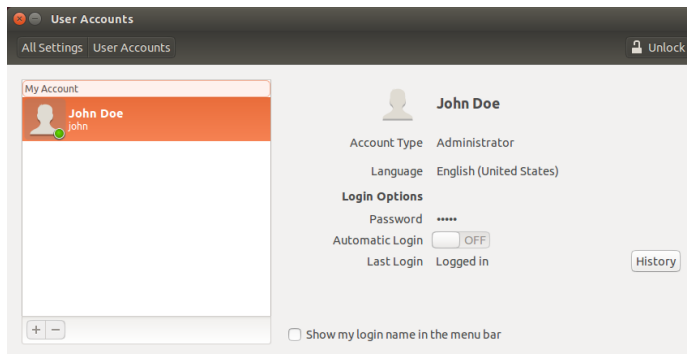 User Accounts
All Settings User Accounts Unlock
My Account
John Doe
john
John Doe
Account Type Administrator
Language English (United States)
Login Options
Password •••••
Automatic Login OFF
Last Login Logged in History
+ −
Show my login name in the menu bar